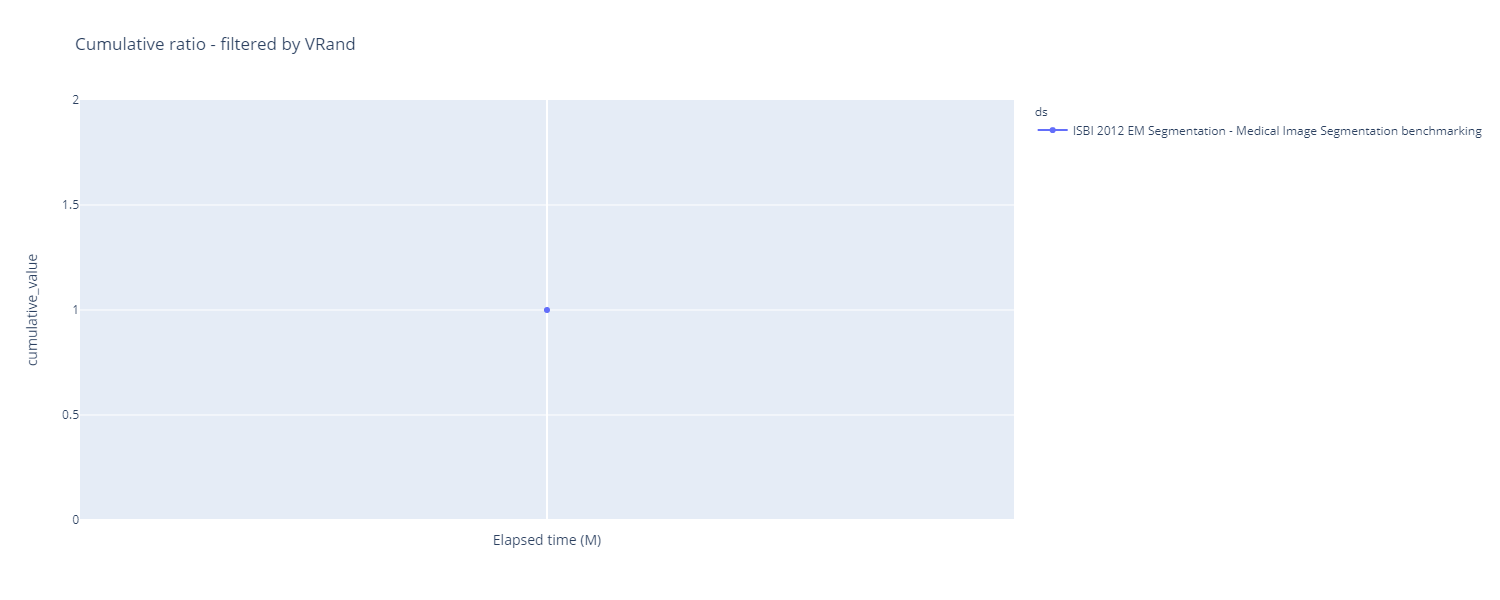 Cumulative ratio - filtered by VRand
2
1.5
1
0.5
0
cumulative_value
Elapsed time (M)
ds
ISBI 2012 EM Segmentation - Medical Image Segmentation benchmarking